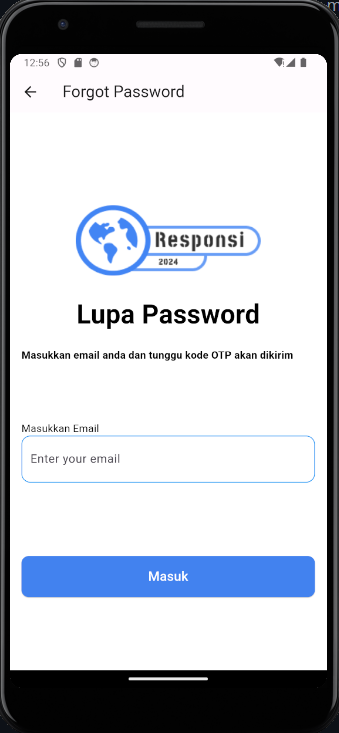 12:56
Forgot Password
Responsi
2024
Lupa Password
Masukkan email anda dan tunggu kode OTP akan dikirim
Masukkan Email
Enter your email
Masuk